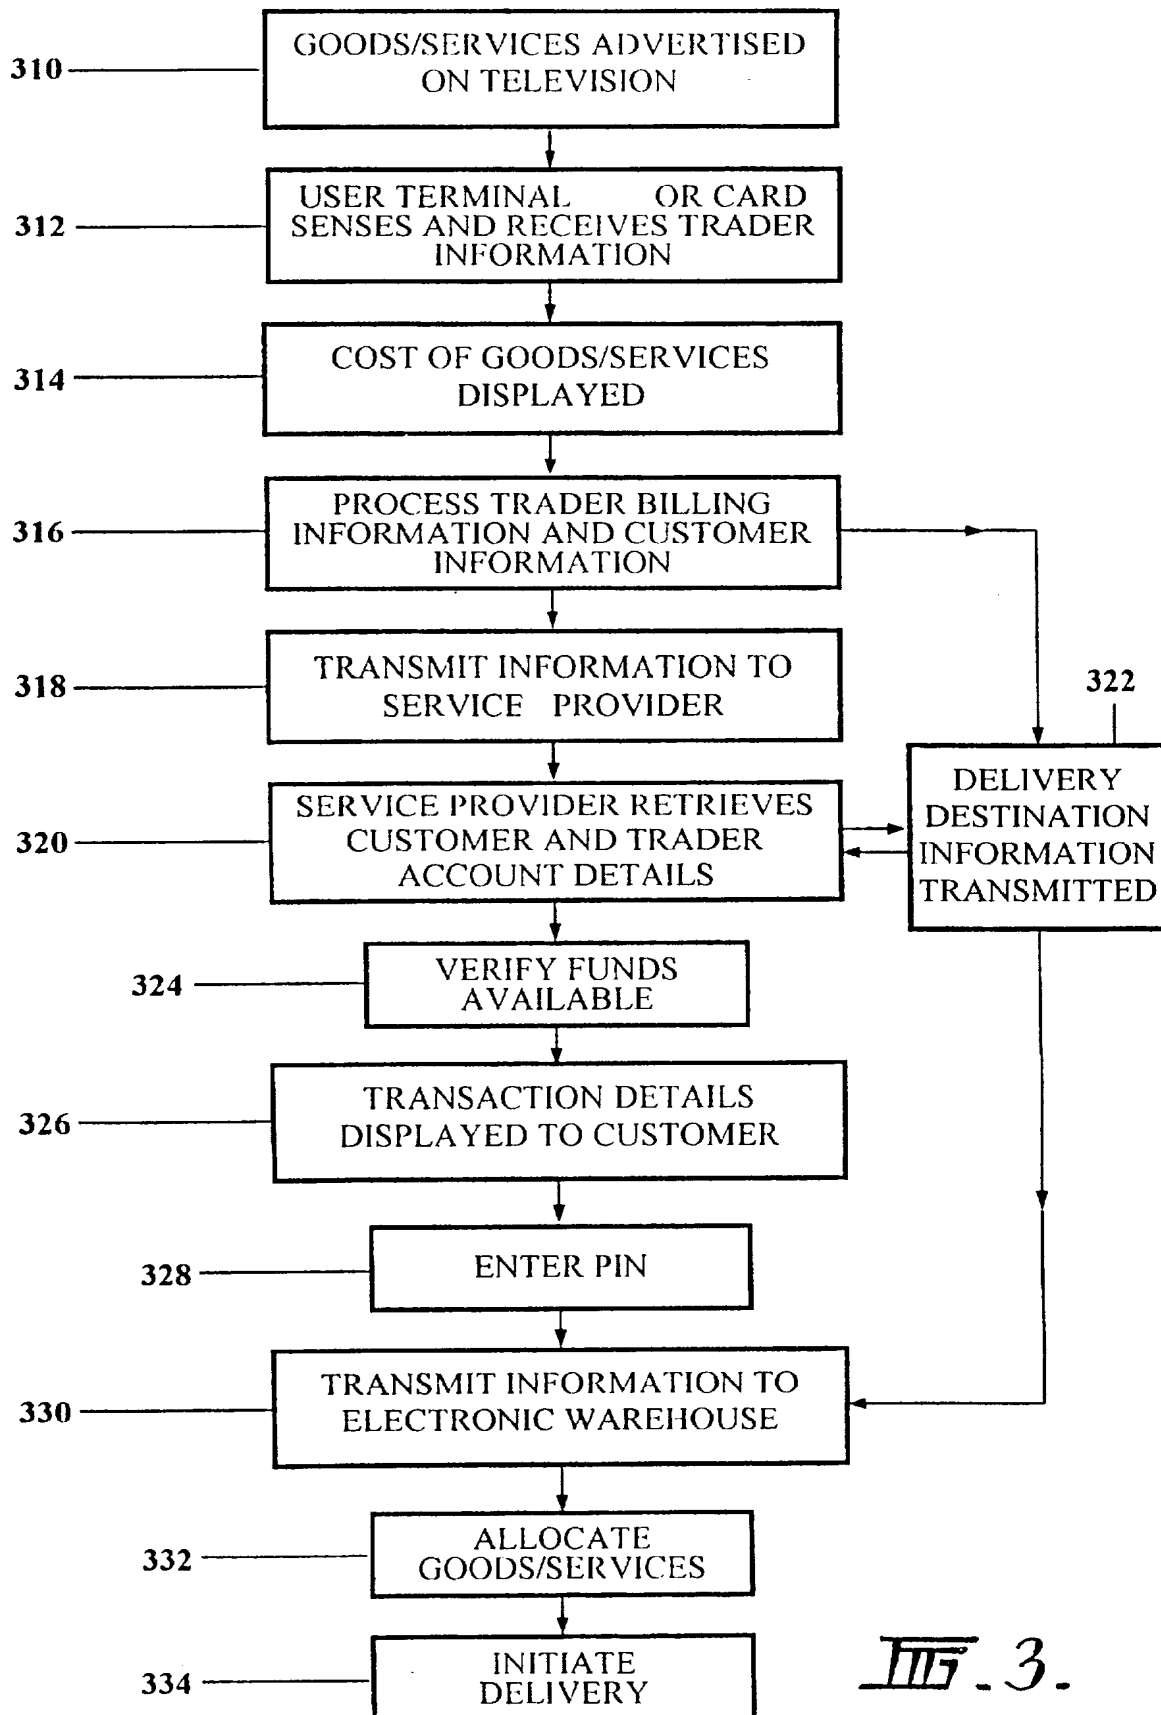 GOODS/SERVICES ADVERTISED
ON TELEVISION
310
USER TERMINAL OR CARD
SENSES AND RECEIVES TRADER
INFORMATION
312
COST OF GOODS/SERVICES
DISPLAYED
314
PROCESS TRADER BILLING
INFORMATION AND CUSTOMER
INFORMATION
316
TRANSMIT INFORMATION TO
SERVICE PROVIDER
318
322
DELIVERY
DESTINATION
INFORMATION
TRANSMITTED
SERVICE PROVIDER RETRIEVES
CUSTOMER AND TRADER
ACCOUNT DETAILS
320
VERIFY FUNDS
AVAILABLE
324
TRANSACTION DETAILS
DISPLAYED TO CUSTOMER
326
ENTER PIN
328
TRANSMIT INFORMATION TO
ELECTRONIC WAREHOUSE
330
ALLOCATE
GOODS/SERVICES
332
INITIATE
DELIVERY
334
FIG. 3.